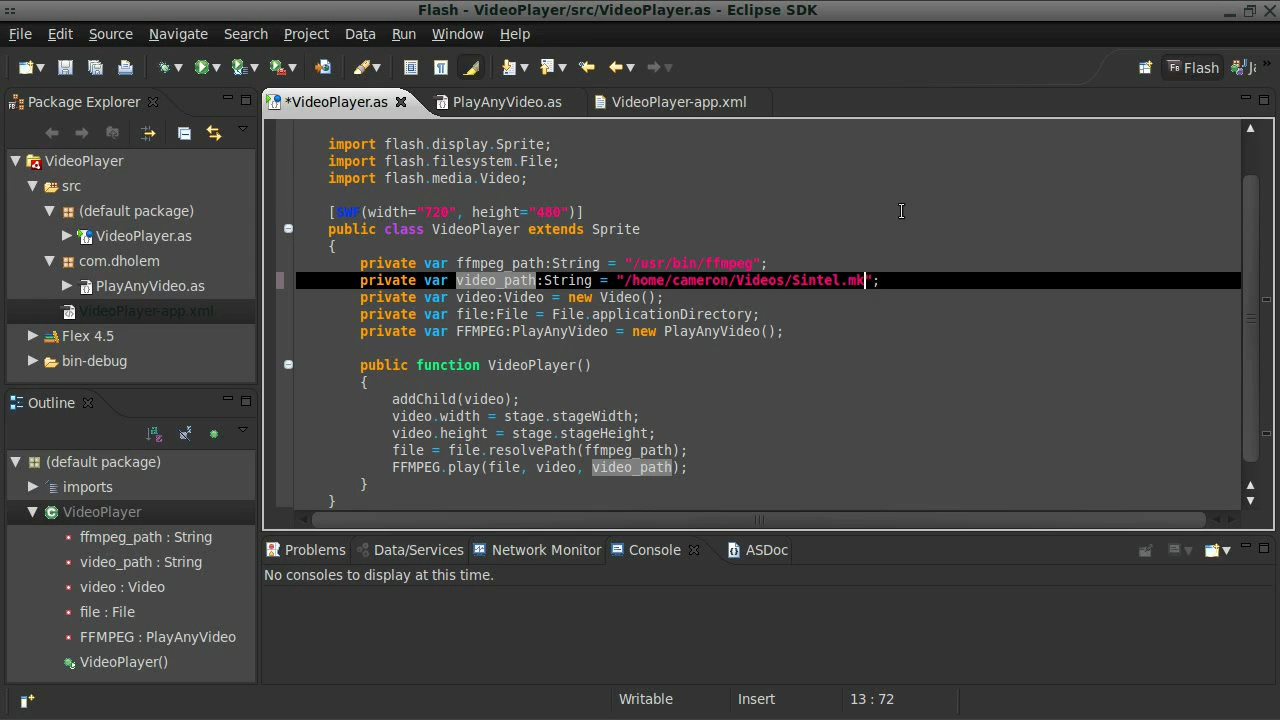 Flash - VideoPlayer/src/VideoPlayer.as - Eclipse SDK
File Edit Source Navigate Search Project Data Run Window Help
Flash Ja
Package Explorer
VideoPlayer
src
(default package)
VideoPlayer.as
com.dholem
PlayAnyVideo.as
VideoPlayer-app.xml
Flex 4.5
bin-debug
Outline
(default package)
imports
VideoPlayer
ffmpeg_path : String
video_path : String
video : Video
file : File
FFMPEG : PlayAnyVideo
VideoPlayer()
*VideoPlayer.as PlayAnyVideo.as VideoPlayer-app.xml
import flash.display.Sprite;
import flash.filesystem.File;
import flash.media.Video;
[SWF(width="720", height="480")]
public class VideoPlayer extends Sprite
{
private var ffmpeg_path:String = "/usr/bin/ffmpeg";
private var video_path:String = "/home/cameron/Videos/Sintel.mk";
private var video:Video = new Video();
private var file:File = File.applicationDirectory;
private var FFMPEG:PlayAnyVideo = new PlayAnyVideo();
public function VideoPlayer()
{
addChild(video);
video.width = stage.stageWidth;
video.height = stage.stageHeight;
file = file.resolvePath(ffmpeg_path);
FFMPEG.play(file, video, video_path);
}
}
Problems Data/Services Network Monitor Console ASDoc
No consoles to display at this time.
Writable Insert 13 : 72